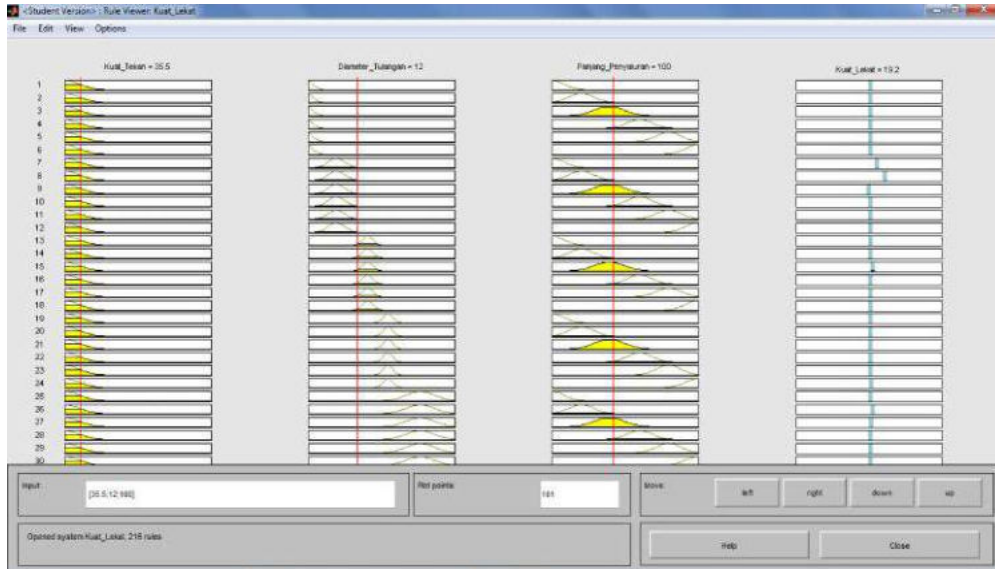 <Student Version> : Rule Viewer: Kuat_Lekat
File Edit View Options
Kuat_Tekan = 35.5
Diameter_Tulangan = 12
Panjang_Penyaluran = 100
Kuat_Lekat = 19.2
1
2
3
4
5
6
7
8
9
10
11
12
13
14
15
16
17
18
19
20
21
22
23
24
25
26
27
28
29
30
Input:
[35.5;12;100]
Plot points:
101
Move:
left
right
down
up
Opened system Kuat_Lekat, 216 rules
Help
Close